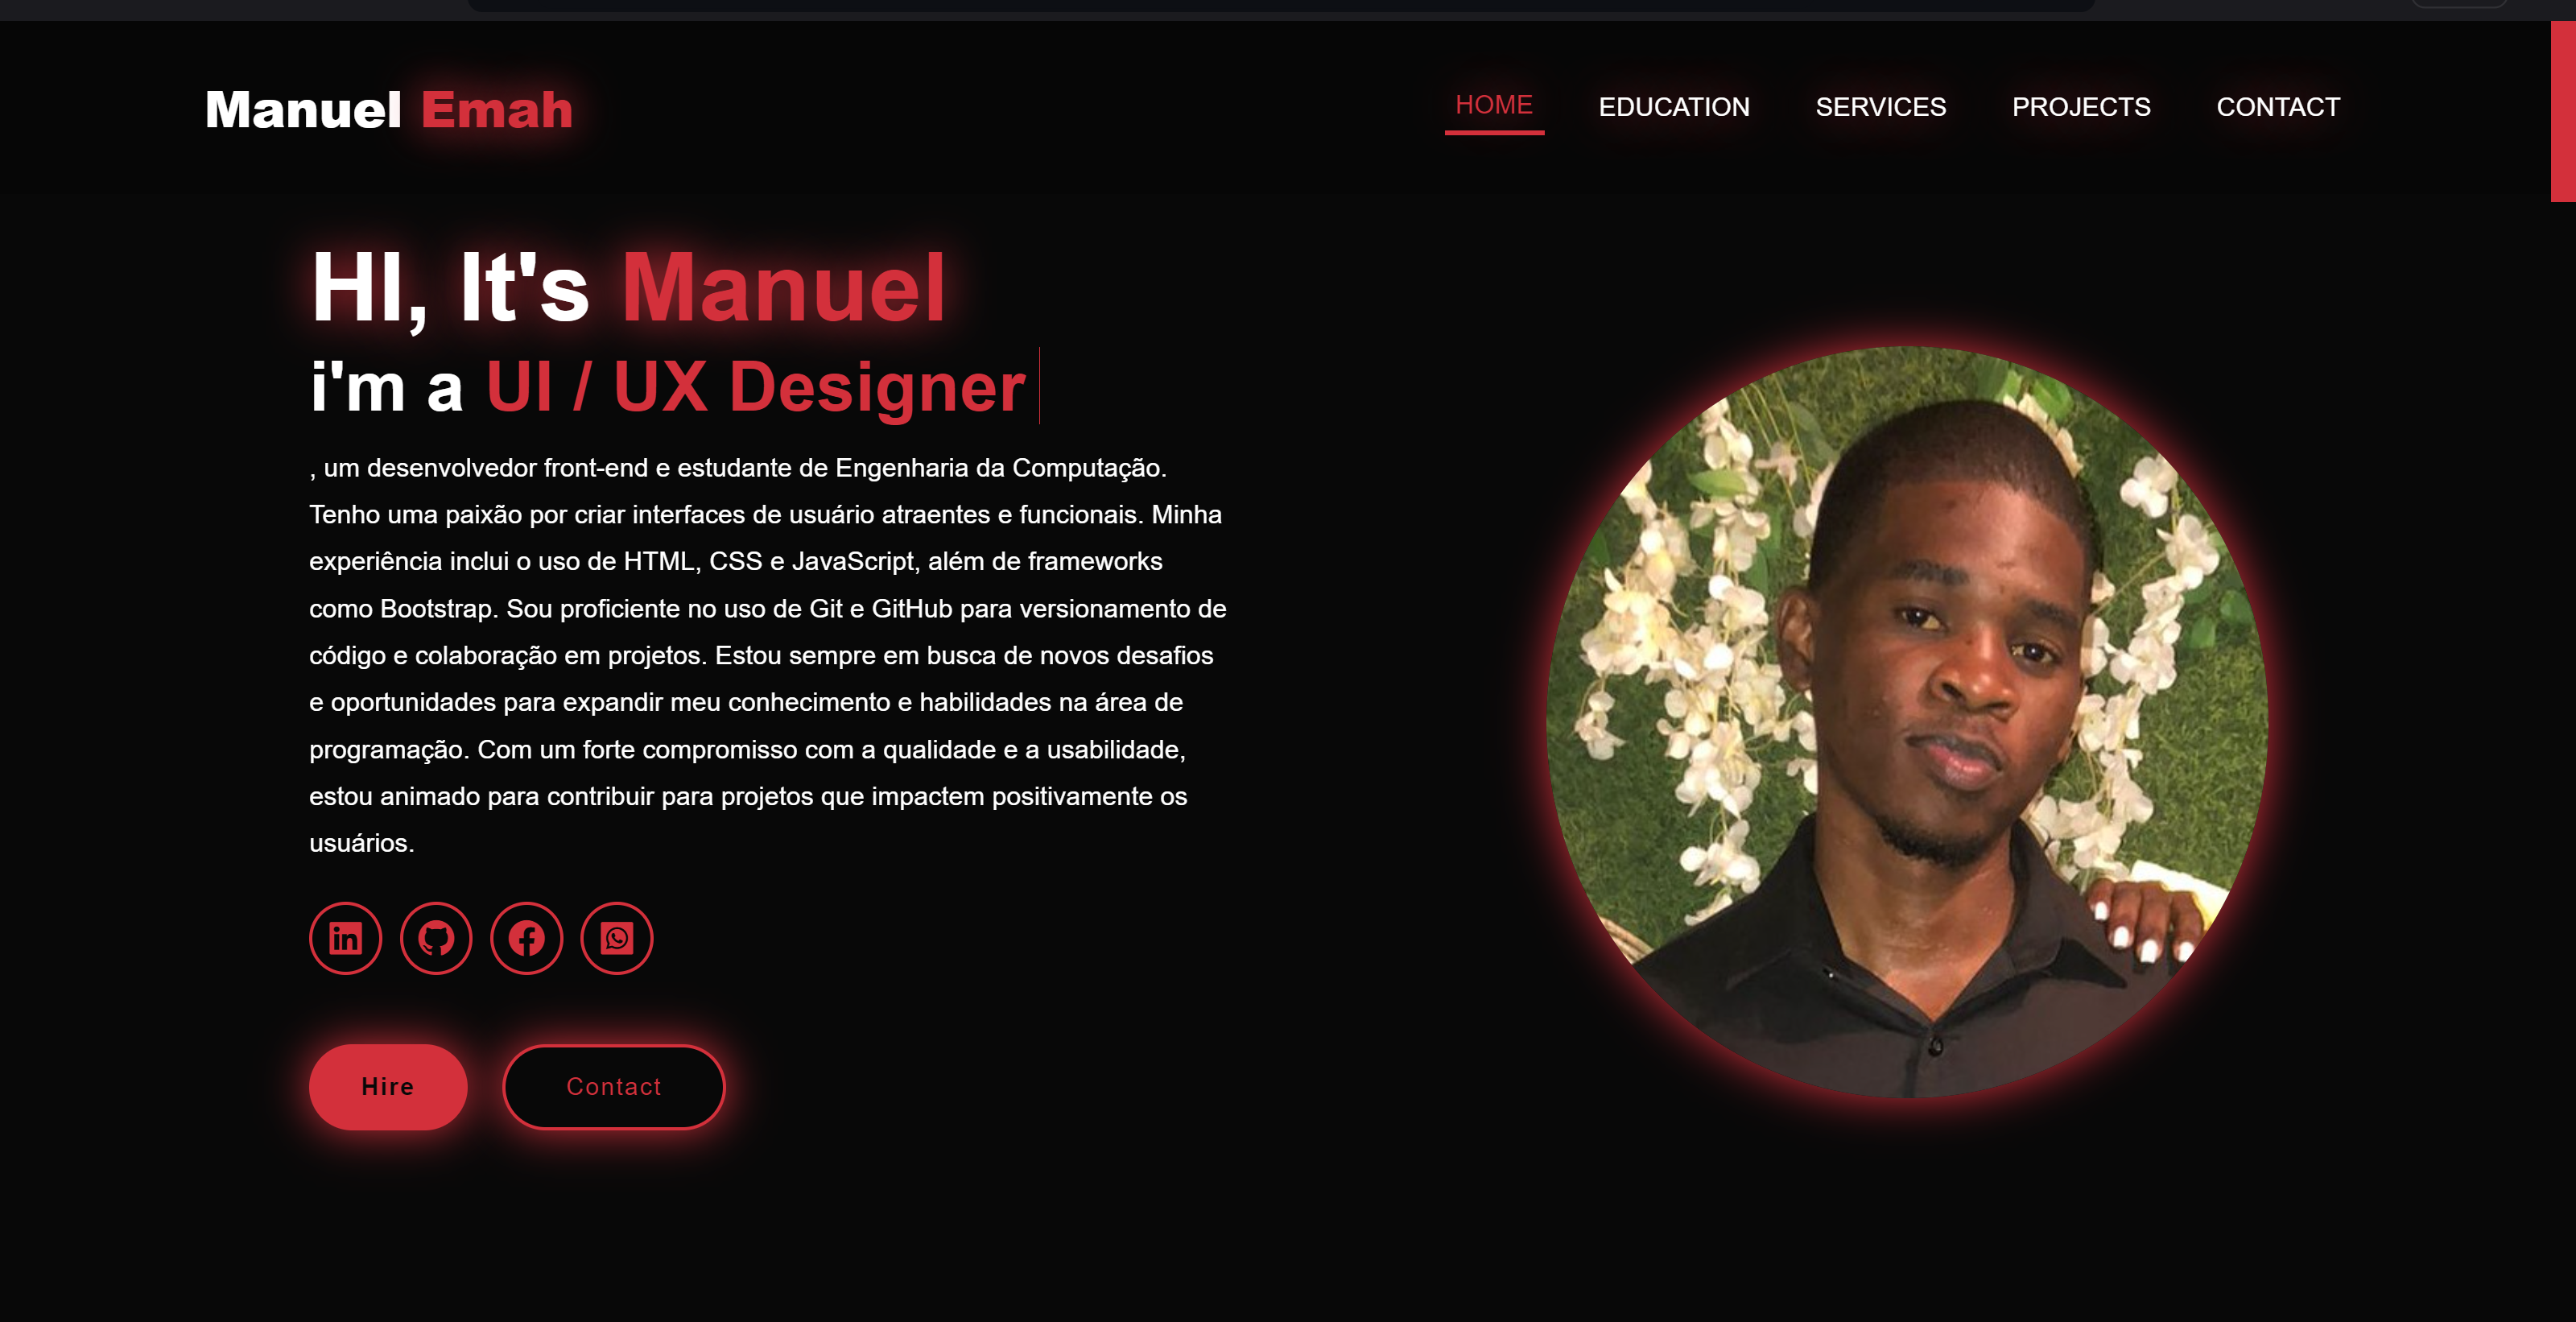 Manuel Emah
HOME EDUCATION SERVICES PROJECTS CONTACT
HI, It's Manuel
i'm a UI / UX Designer
, um desenvolvedor front-end e estudante de Engenharia da Computação.
Tenho uma paixão por criar interfaces de usuário atraentes e funcionais. Minha
experiência inclui o uso de HTML, CSS e JavaScript, além de frameworks
como Bootstrap. Sou proficiente no uso de Git e GitHub para versionamento de
código e colaboração em projetos. Estou sempre em busca de novos desafios
e oportunidades para expandir meu conhecimento e habilidades na área de
programação. Com um forte compromisso com a qualidade e a usabilidade,
estou animado para contribuir para projetos que impactem positivamente os
usuários.
in
Hire
Contact